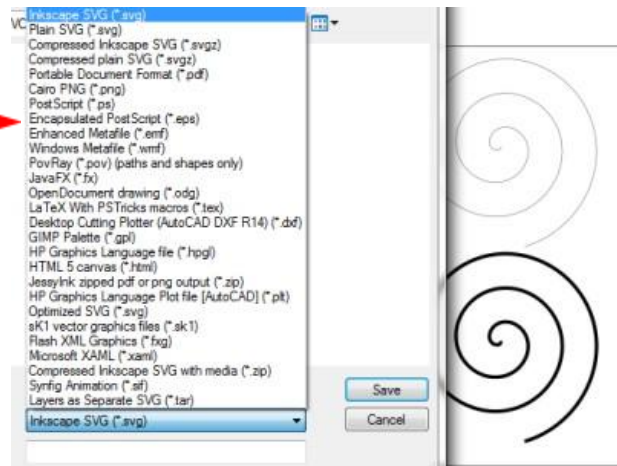 Inkscape SVG (*.svg)
Plain SVG (*.svg)
Compressed Inkscape SVG (*.svgz)
Compressed plain SVG (*.svgz)
Portable Document Format (*.pdf)
Cairo PNG (*.png)
PostScript (*.ps)
Encapsulated PostScript (*.eps)
Enhanced Metafile (*.emf)
Windows Metafile (*.wmf)
PovRay (*.pov) (paths and shapes only)
JavaFX (*.fx)
OpenDocument drawing (*.odg)
LaTeX With PSTricks macros (*.tex)
Desktop Cutting Plotter (AutoCAD DXF R14) (*.dxf)
GIMP Palette (*.gpl)
HP Graphics Language file (*.hpgl)
HTML 5 canvas (*.html)
JessyInk zipped pdf or png output (*.zip)
HP Graphics Language Plot file [AutoCAD] (*.plt)
Optimized SVG (*.svg)
sK1 vector graphics files (*.sk1)
Flash XML Graphics (*.fxg)
Microsoft XAML (*.xaml)
Compressed Inkscape SVG with media (*.zip)
Synfig Animation (*.sif)
Layers as Separate SVG (*.tar)
Inkscape SVG (*.svg)
Save
Cancel